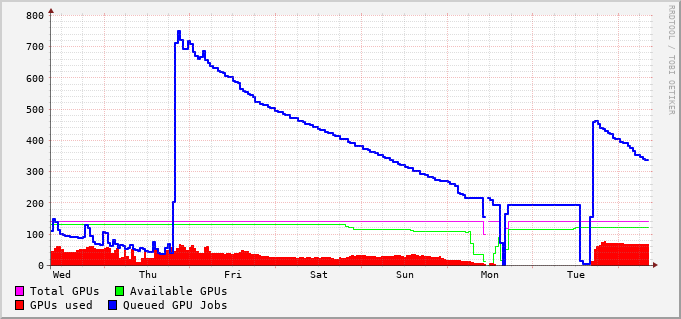 800
700
600
500
400
300
200
100
0
Wed Thu Fri Sat Sun Mon Tue
Total GPUs Available GPUs
GPUs used Queued GPU Jobs
RRDTOOL / TOBI OETIKER